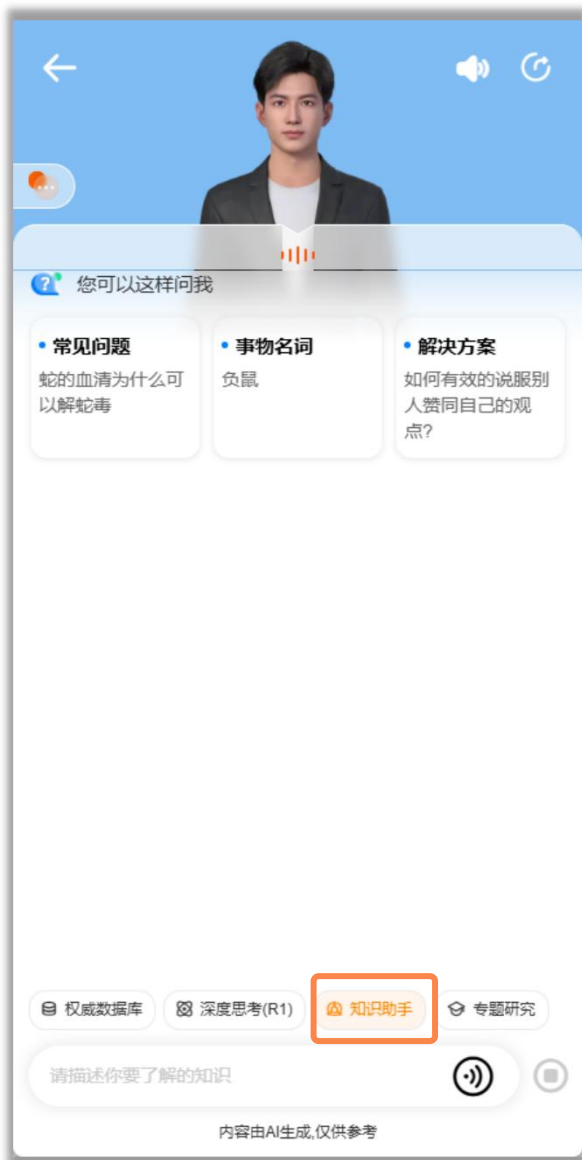 您可以这样问我
常见问题
蛇的血清为什么可
以解蛇毒
事物名词
负鼠
解决方案
如何有效的说服别
人赞同自己的观
点?
权威数据库
深度思考(R1)
知识助手
专题研究
请描述你要了解的知识
内容由AI生成,仅供参考